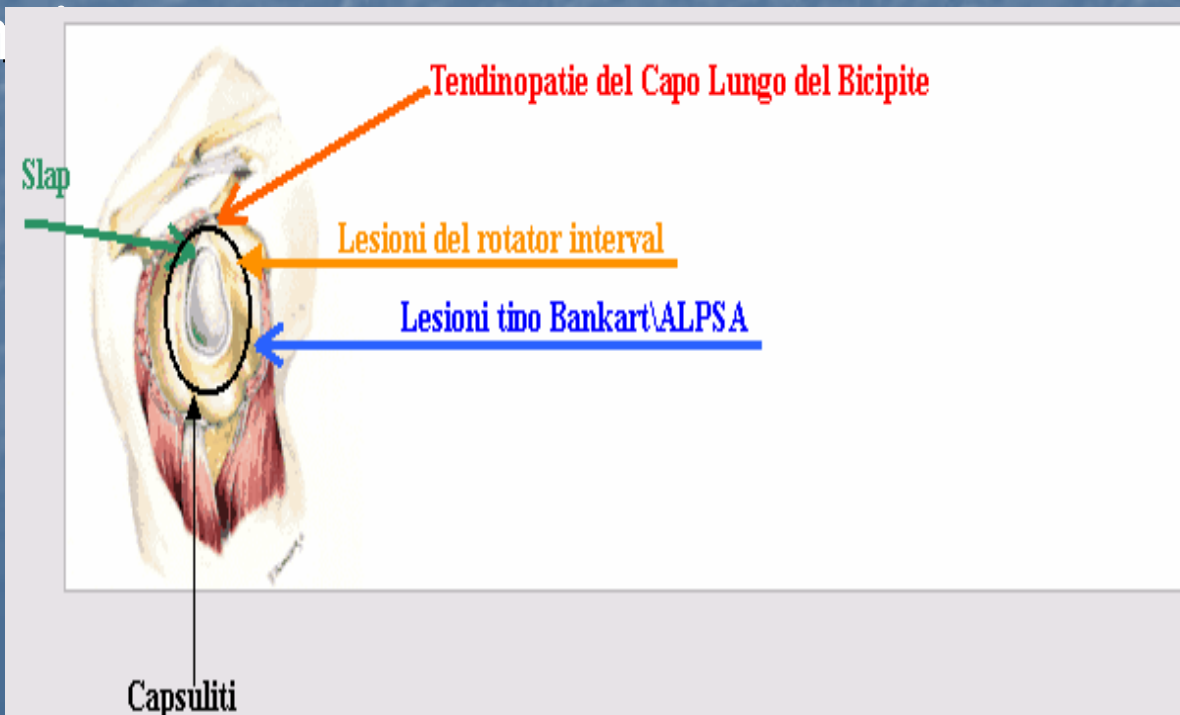 Tendinopatie del Capo Lungo del Bicipite
Slap
Lesioni del rotator interval
Lesioni tipo Bankart\ALPSA
Capsuliti